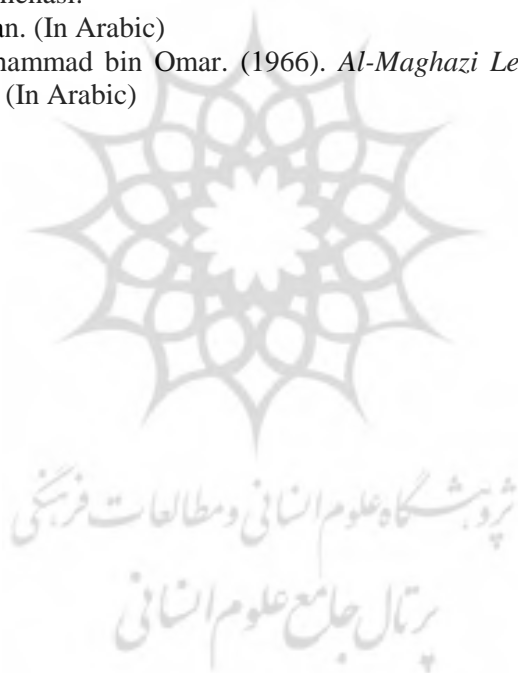 an. (In Arabic)
hammad bin Omar. (1966). Al-Maghazi Le
(In Arabic)
پژوهشگاه علوم انسانی و مطالعات فرهنگی
پرتال جامع علوم انسانی